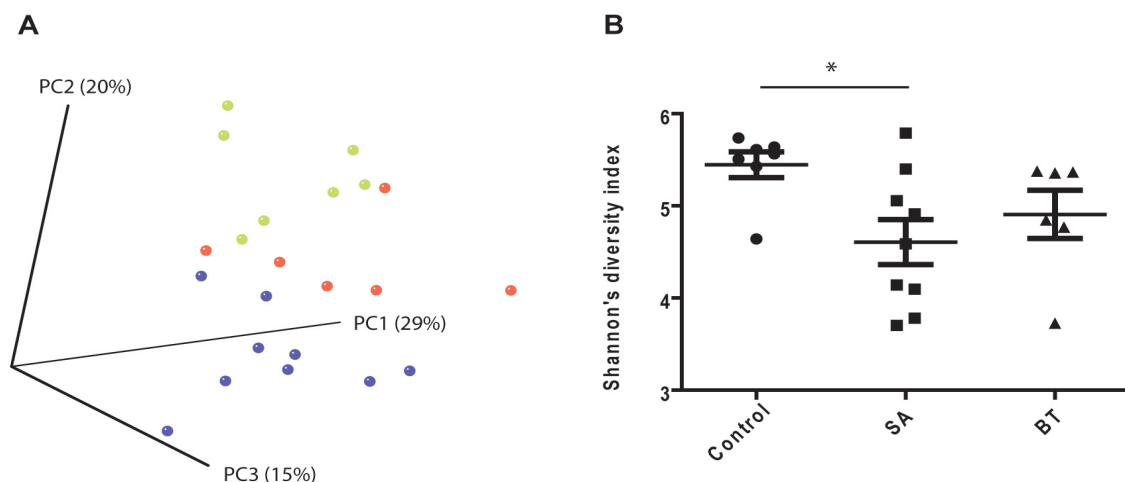 A
B
PC2 (20%)
PC1 (29%)
PC3 (15%)
*
Shannon's diversity index
6
5
4
3
Control
SA
BT